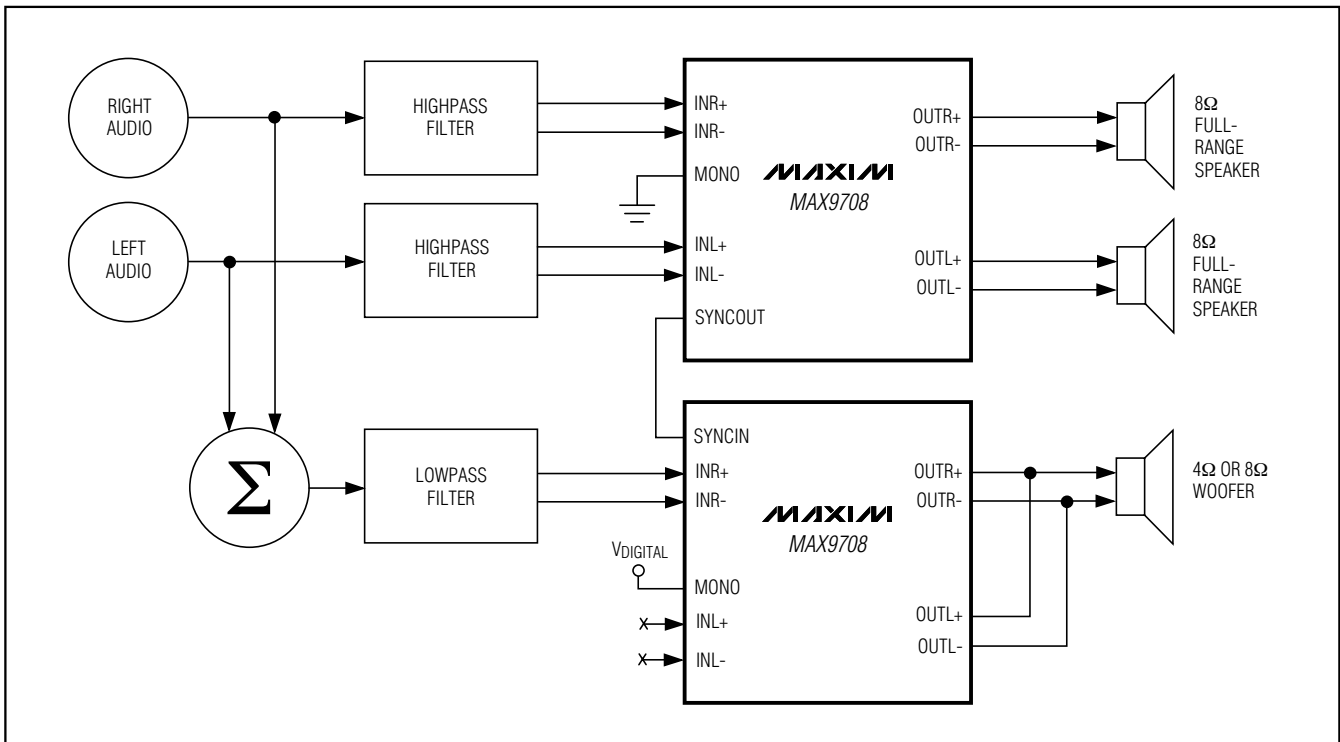 RIGHT
AUDIO
HIGHPASS
FILTER
INR+
INR-
MONO
MAXIM
MAX9708
OUTR+
OUTR-
8Ω
FULL-
RANGE
SPEAKER
LEFT
AUDIO
HIGHPASS
FILTER
INL+
INL-
SYNCOUT
OUTL+
OUTL-
8Ω
FULL-
RANGE
SPEAKER
Σ
LOWPASS
FILTER
SYNCIN
INR+
INR-
VDIGITAL
MONO
INL+
INL-
MAXIM
MAX9708
OUTR+
OUTR-
OUTL+
OUTL-
4Ω OR 8Ω
WOOFER